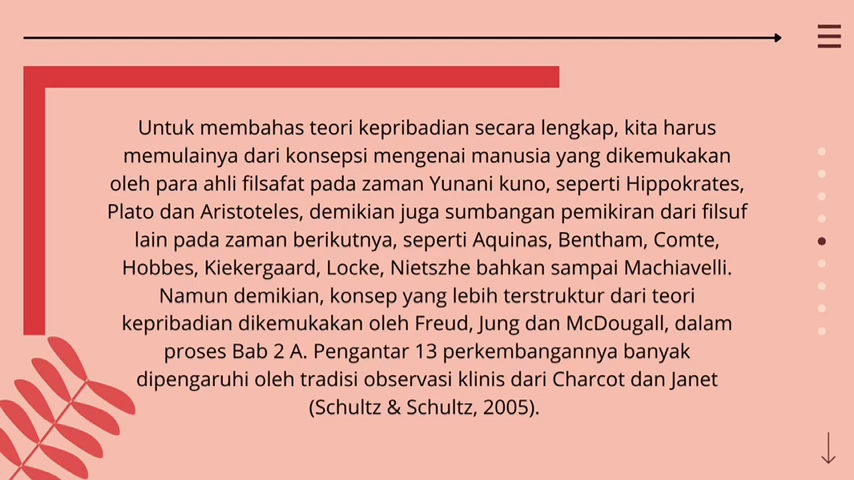 Untuk membahas teori kepribadian secara lengkap, kita harus
memulainya dari konsepsi mengenai manusia yang dikemukakan
oleh para ahli filsafat pada zaman Yunani kuno, seperti Hippokrates,
Plato dan Aristoteles, demikian juga sumbangan pemikiran dari filsuf
lain pada zaman berikutnya, seperti Aquinas, Bentham, Comte,
Hobbes, Kiekergaard, Locke, Nietszhe bahkan sampai Machiavelli.
Namun demikian, konsep yang lebih terstruktur dari teori
kepribadian dikemukakan oleh Freud, Jung dan McDougall, dalam
proses Bab 2 A. Pengantar 13 perkembangannya banyak
dipengaruhi oleh tradisi observasi klinis dari Charcot dan Janet
(Schultz & Schultz, 2005).